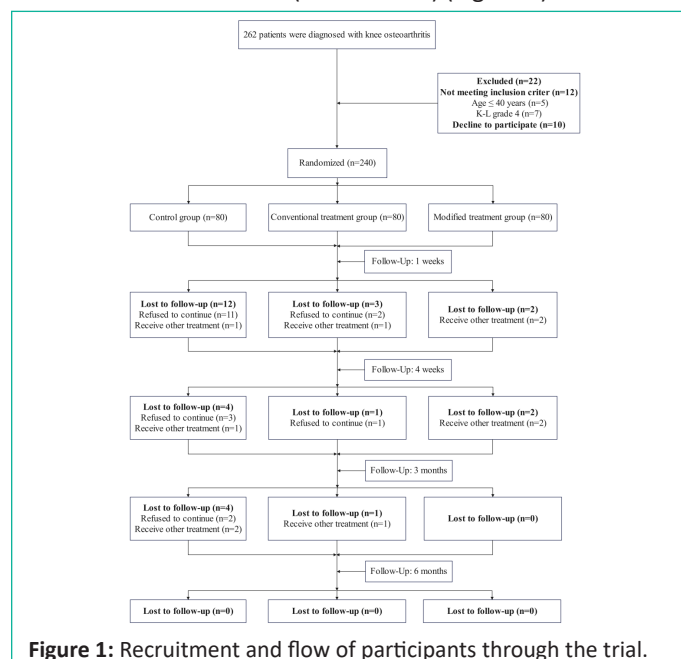 262 patients were diagnosed with knee osteoarthritis
Excluded (n=22)
Not meeting inclusion criter (n=12)
Age ≤ 40 years (n=5)
K-L grade 4 (n=7)
Decline to participate (n=10)
Randomized (n=240)
Control group (n=80)
Conventional treatment group (n=80)
Modified treatment group (n=80)
Follow-Up: 1 weeks
Lost to follow-up (n=12)
Refused to continue (n=11)
Receive other treatment (n=1)
Lost to follow-up (n=3)
Refused to continue (n=2)
Receive other treatment (n=1)
Lost to follow-up (n=2)
Receive other treatment (n=2)
Follow-Up: 4 weeks
Lost to follow-up (n=4)
Refused to continue (n=3)
Receive other treatment (n=1)
Lost to follow-up (n=1)
Refused to continue (n=1)
Lost to follow-up (n=2)
Receive other treatment (n=2)
Follow-Up: 3 months
Lost to follow-up (n=4)
Refused to continue (n=2)
Receive other treatment (n=2)
Lost to follow-up (n=1)
Receive other treatment (n=1)
Lost to follow-up (n=0)
Follow-Up: 6 months
Lost to follow-up (n=0)
Lost to follow-up (n=0)
Lost to follow-up (n=0)
Figure 1: Recruitment and flow of participants through the trial.